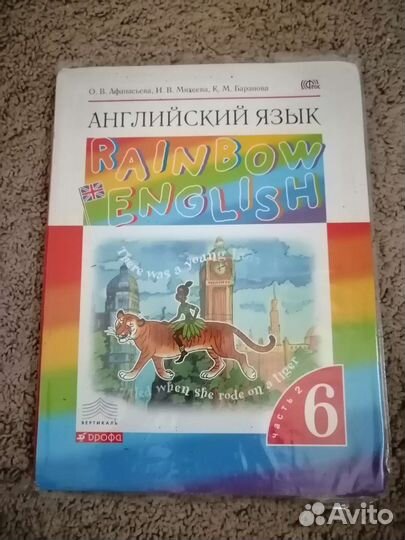 О. В. Афанасьева, И. В. Михеева, К. М. Баранова
АНГЛИЙСКИЙ ЯЗЫК
RAINBOW
ENGLISH
There was a young
when she rode on a tiger
ВЕРТИКАЛЬ
ДРОФА
часть 2
6
Avito